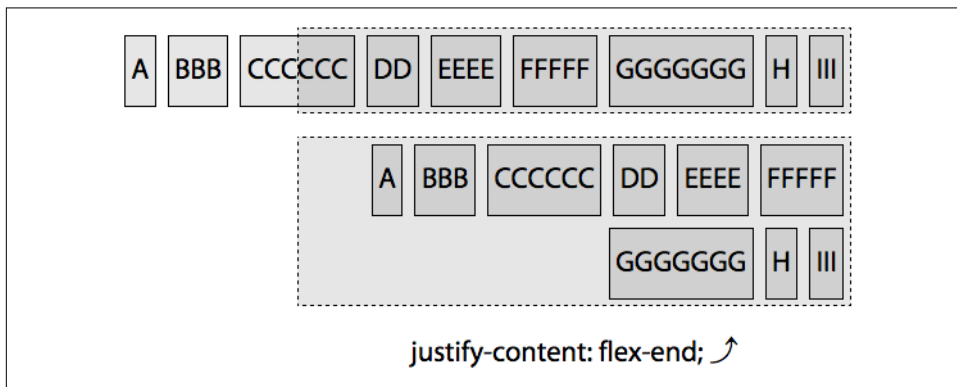 A BBB CCCCCC DD EEEE FFFFF GGGGGGG H III
A BBB CCCCCC DD EEEE FFFFF
GGGGGGG H III
justify-content: flex-end;